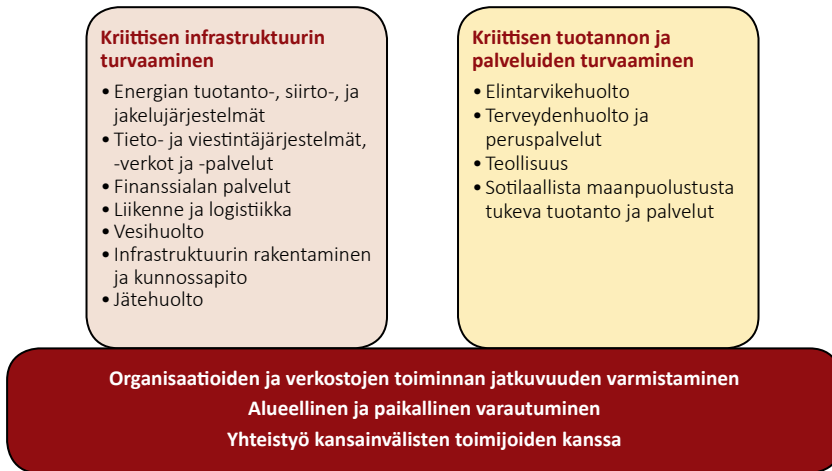 Kriittisen infrastruktuurin
turvaaminen
• Energian tuotanto-, siirto-, ja
jakelujärjestelmät
• Tieto- ja viestintäjärjestelmät,
-verkot ja -palvelut
• Finanssialan palvelut
• Liikenne ja logistiikka
• Vesihuolto
• Infrastruktuurin rakentaminen
ja kunnossapito
• Jätehuolto
Kriittisen tuotannon ja
palveluiden turvaaminen
• Elintarvikehuolto
• Terveydenhuolto ja
peruspalvelut
• Teollisuus
• Sotilaallista maanpuolustusta
tukeva tuotanto ja palvelut
Organisaatioiden ja verkostojen toiminnan jatkuvuuden varmistaminen
Alueellinen ja paikallinen varautuminen
Yhteistyö kansainvälisten toimijoiden kanssa